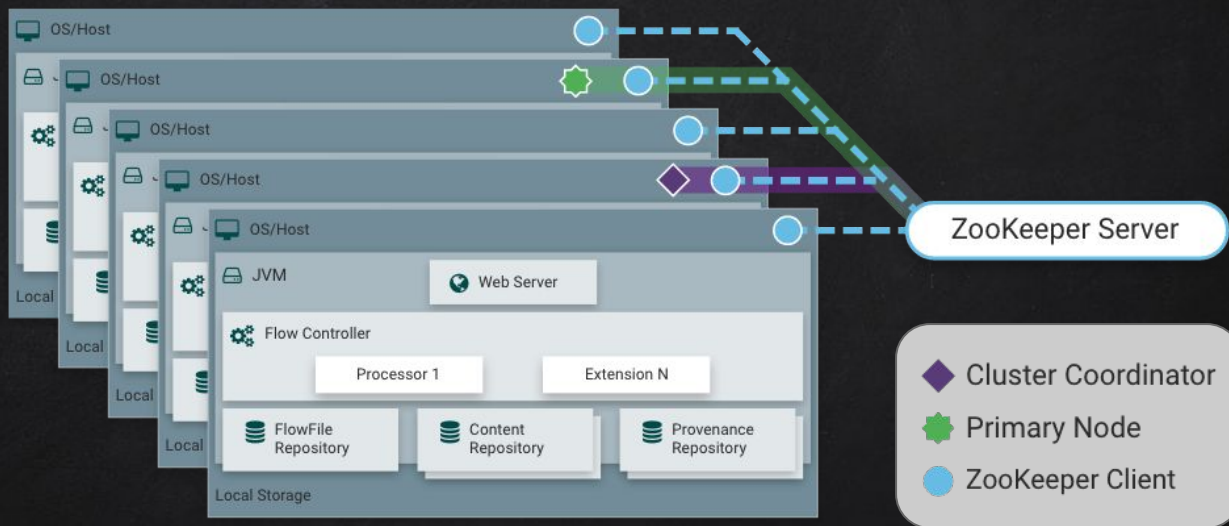 OS/Host
OS/Host
OS/Host
OS/Host
OS/Host
JVM
Web Server
Flow Controller
Processor 1
Extension N
FlowFile
Repository
Content
Repository
Provenance
Repository
Local Storage
Local
Local
Local
Local
ZooKeeper Server
Cluster Coordinator
Primary Node
ZooKeeper Client